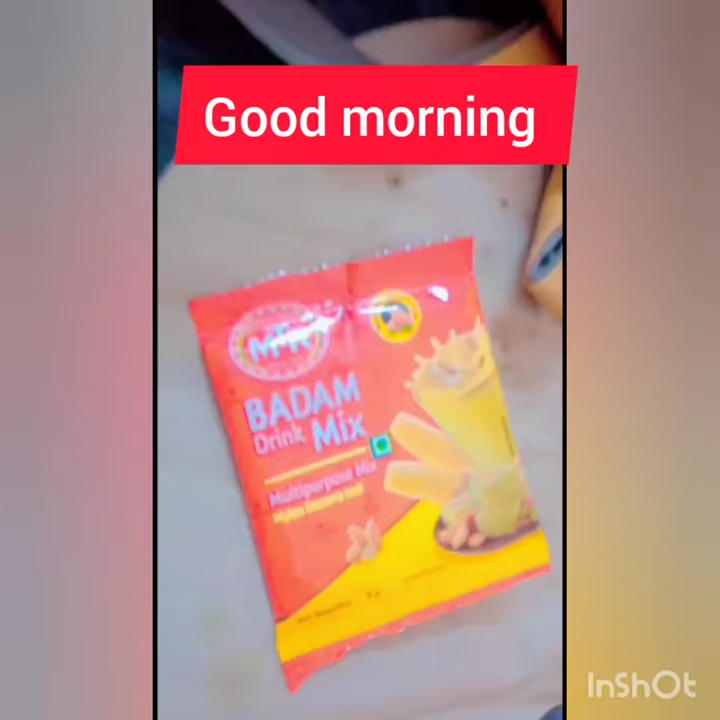 Good morning
MTR
BADAM
Drink Mix
Multipurpose Mix
InShOt